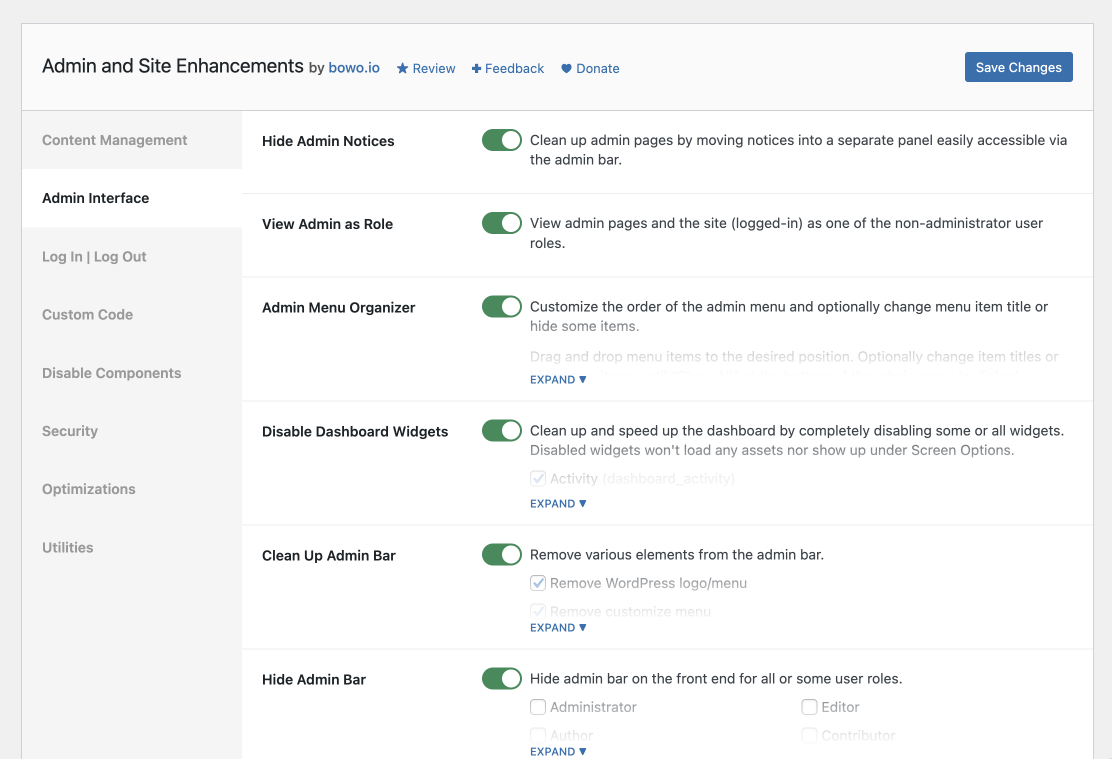 Admin and Site Enhancements by bowo.io Review Feedback Donate
Save Changes
Content Management
Admin Interface
Log In | Log Out
Custom Code
Disable Components
Security
Optimizations
Utilities
Hide Admin Notices
Clean up admin pages by moving notices into a separate panel easily accessible via
the admin bar.
View Admin as Role
View admin pages and the site (logged-in) as one of the non-administrator user
roles.
Admin Menu Organizer
Customize the order of the admin menu and optionally change menu item title or
hide some items.
Drag and drop menu items to the desired position. Optionally change item titles or
EXPAND ▼
Disable Dashboard Widgets
Clean up and speed up the dashboard by completely disabling some or all widgets.
Disabled widgets won't load any assets nor show up under Screen Options.
Activity (dashboard_activity)
EXPAND ▼
Clean Up Admin Bar
Remove various elements from the admin bar.
Remove WordPress logo/menu
Remove customize menu
EXPAND ▼
Hide Admin Bar
Hide admin bar on the front end for all or some user roles.
Administrator
Editor
Author
Contributor
EXPAND ▼